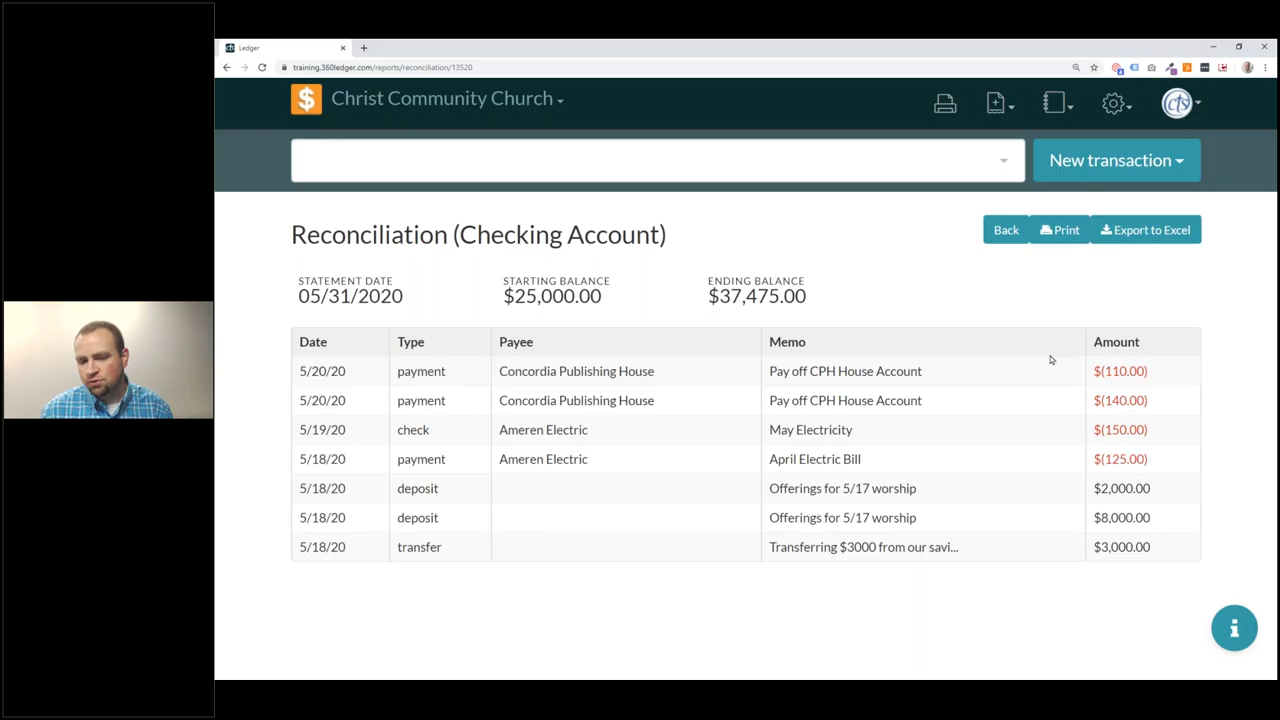 Ledger
training.360ledger.com/reports/reconciliation/13520
Christ Community Church
cts
New transaction
Reconciliation (Checking Account)
Back
Print
Export to Excel
STATEMENT DATE
05/31/2020
STARTING BALANCE
$25,000.00
ENDING BALANCE
$37,475.00
Date Type Payee Memo Amount
5/20/20 payment Concordia Publishing House Pay off CPH House Account $(110.00)
5/20/20 payment Concordia Publishing House Pay off CPH House Account $(140.00)
5/19/20 check Ameren Electric May Electricity $(150.00)
5/18/20 payment Ameren Electric April Electric Bill $(125.00)
5/18/20 deposit Offerings for 5/17 worship $2,000.00
5/18/20 deposit Offerings for 5/17 worship $8,000.00
5/18/20 transfer Transferring $3000 from our savi... $3,000.00